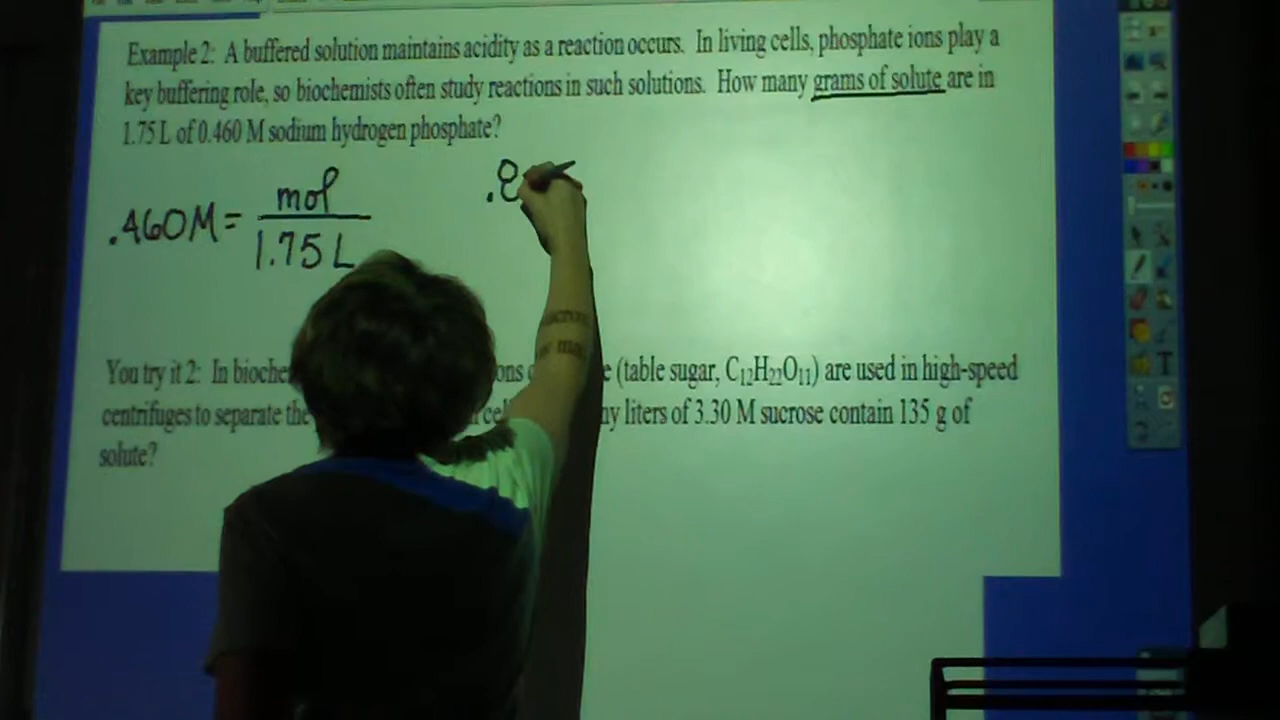 Example 2: A buffered solution maintains acidity as a reaction occurs. In living cells, phosphate ions play a
key buffering role, so biochemists often study reactions in such solutions. How many grams of solute are in
1.75 L of 0.460 M sodium hydrogen phosphate?
.460M = mol
1.75 L
.8
You try it 2: In (table sugar, C₁₂H₂₂O₁₁) are used in high-speed
centrifuges to separate liters of 3.30 M sucrose contain 135 g of
solute?
T